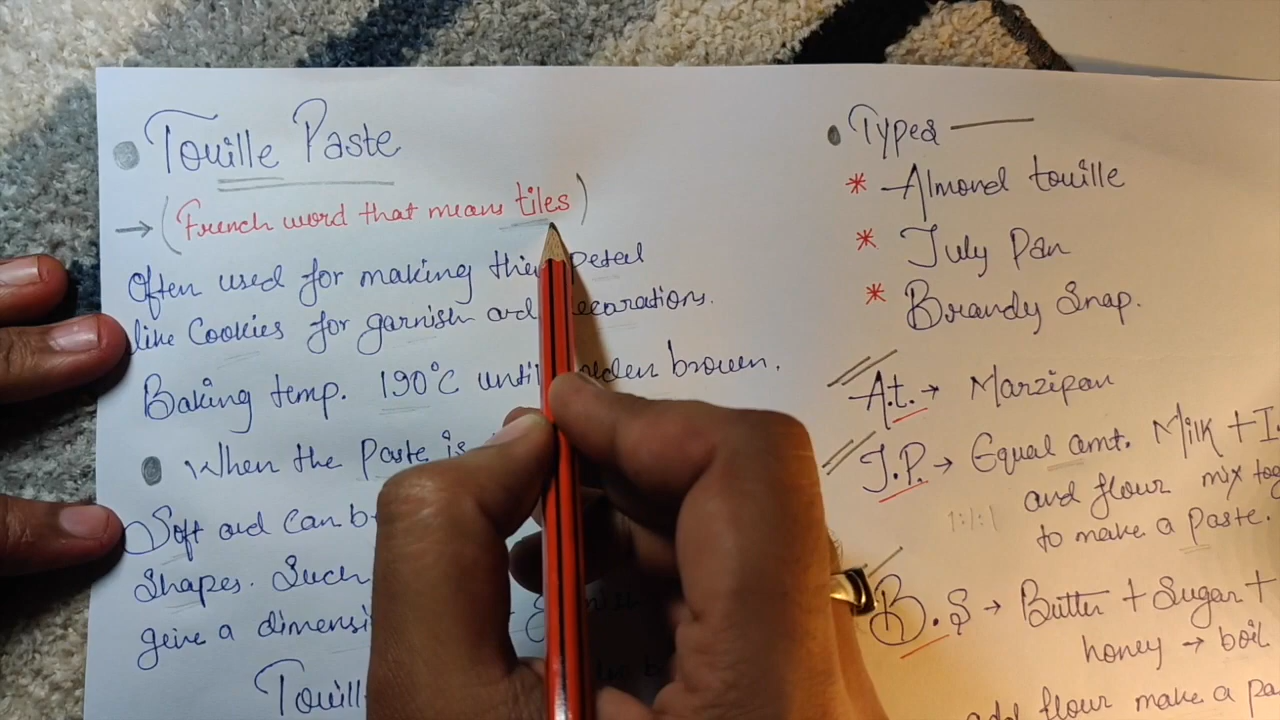 Touille Paste
(French word that means tiles)
Often used for making thin petel
like Cookies for garnish and decorations.
Baking temp. 190°C until golden brown.
When the Paste is
Soft and Can b
Shapes. Such
geive a dimensi
Touill
Types
* Almond touille
* July Pan
* Brandy Snap.
A.t. → Marzipan
J.P. → Equal amt. Milk + I.
and flour mix tog
1:1:1 to make a paste.
B.S → Butter + Sugar +
honey → boil
add flour make a pa